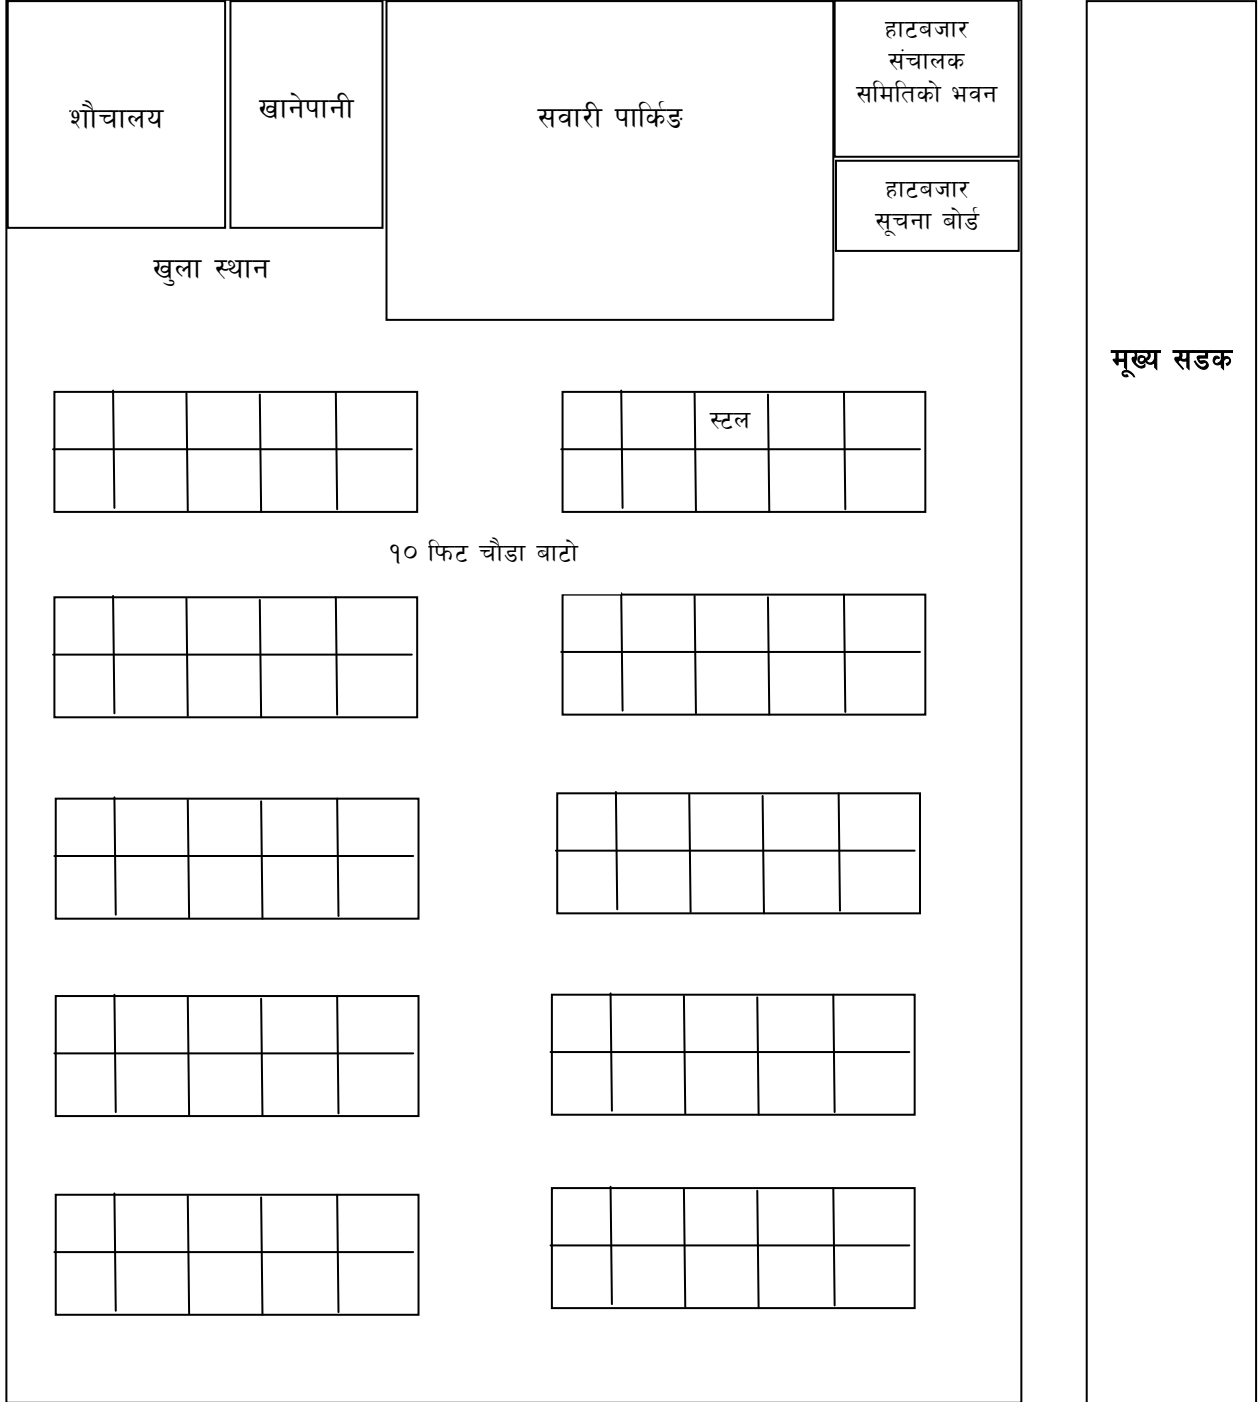 शौचालय
खानेपानी
सवारी पार्किङ
हाटबजार
संचालक
समितिको भवन
हाटबजार
सूचना बोर्ड
खुला स्थान
मूख्य सडक
स्टल
१० फिट चौडा बाटो